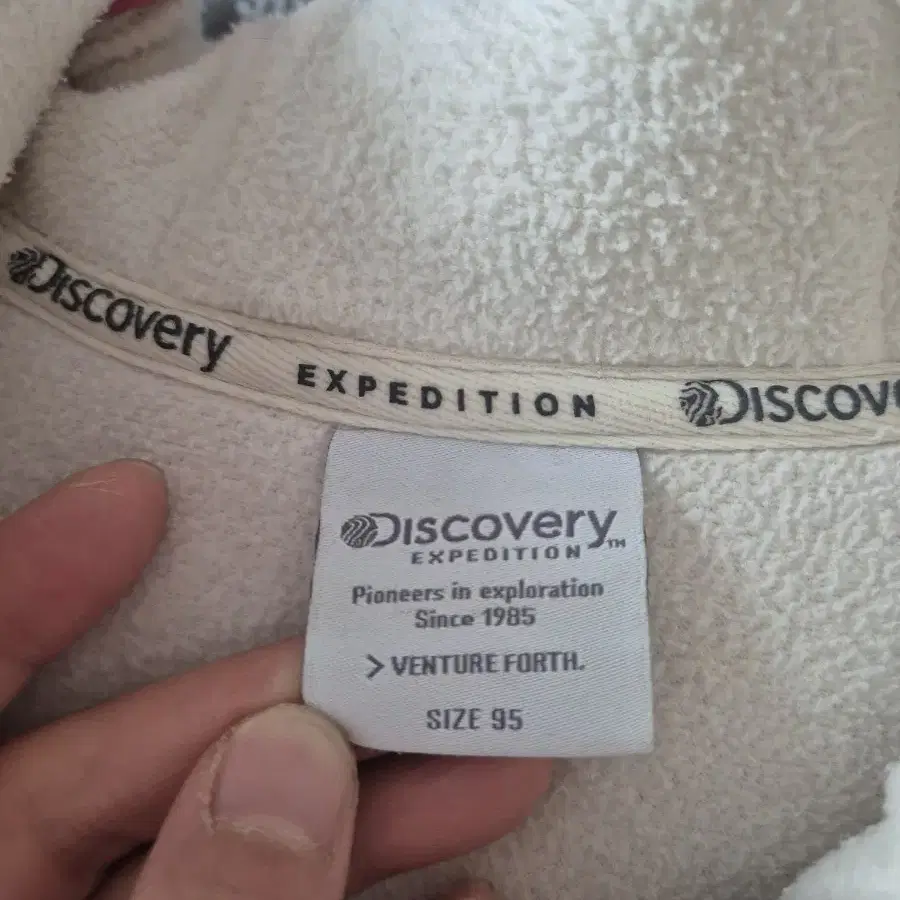 Discovery EXPEDITION Discov
Discovery
EXPEDITION™
Pioneers in exploration
Since 1985
> VENTURE FORTH.
SIZE 95